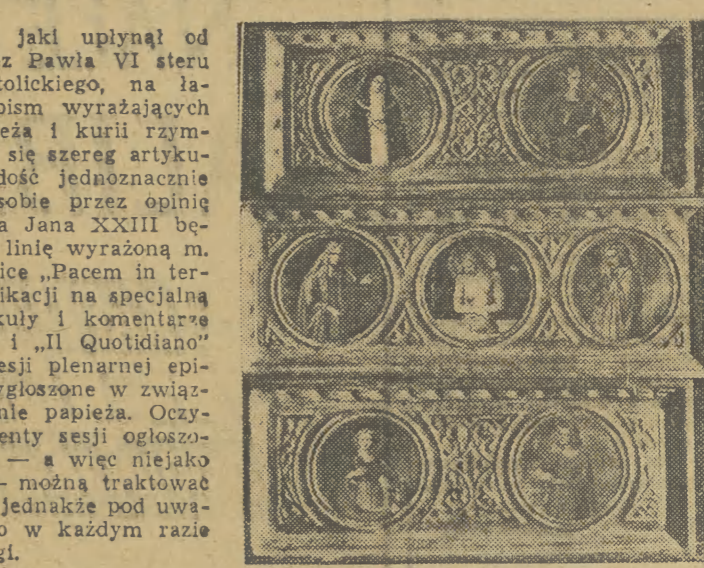 jaki upłynął od
z Pawła VI steru
tolickiego, na ła-
pism wyrażających
eża i kurii rzym-
się szereg artyku-
dość jednoznacznie
sobie przez opinię
a Jana XXIII bę-
linię wyrażoną m.
ice „Pacem in ter-
ikacji na specjalną
kuły i komentarze
i „Il Quotidiano”
esji plenarnej epi-
ygłoszone w związ-
nie papieża. Oczy-
enty sesji ogłoszo-
— a więc niejako
- możną traktować
jednakże pod uwa-
o w każdym razie
gi.